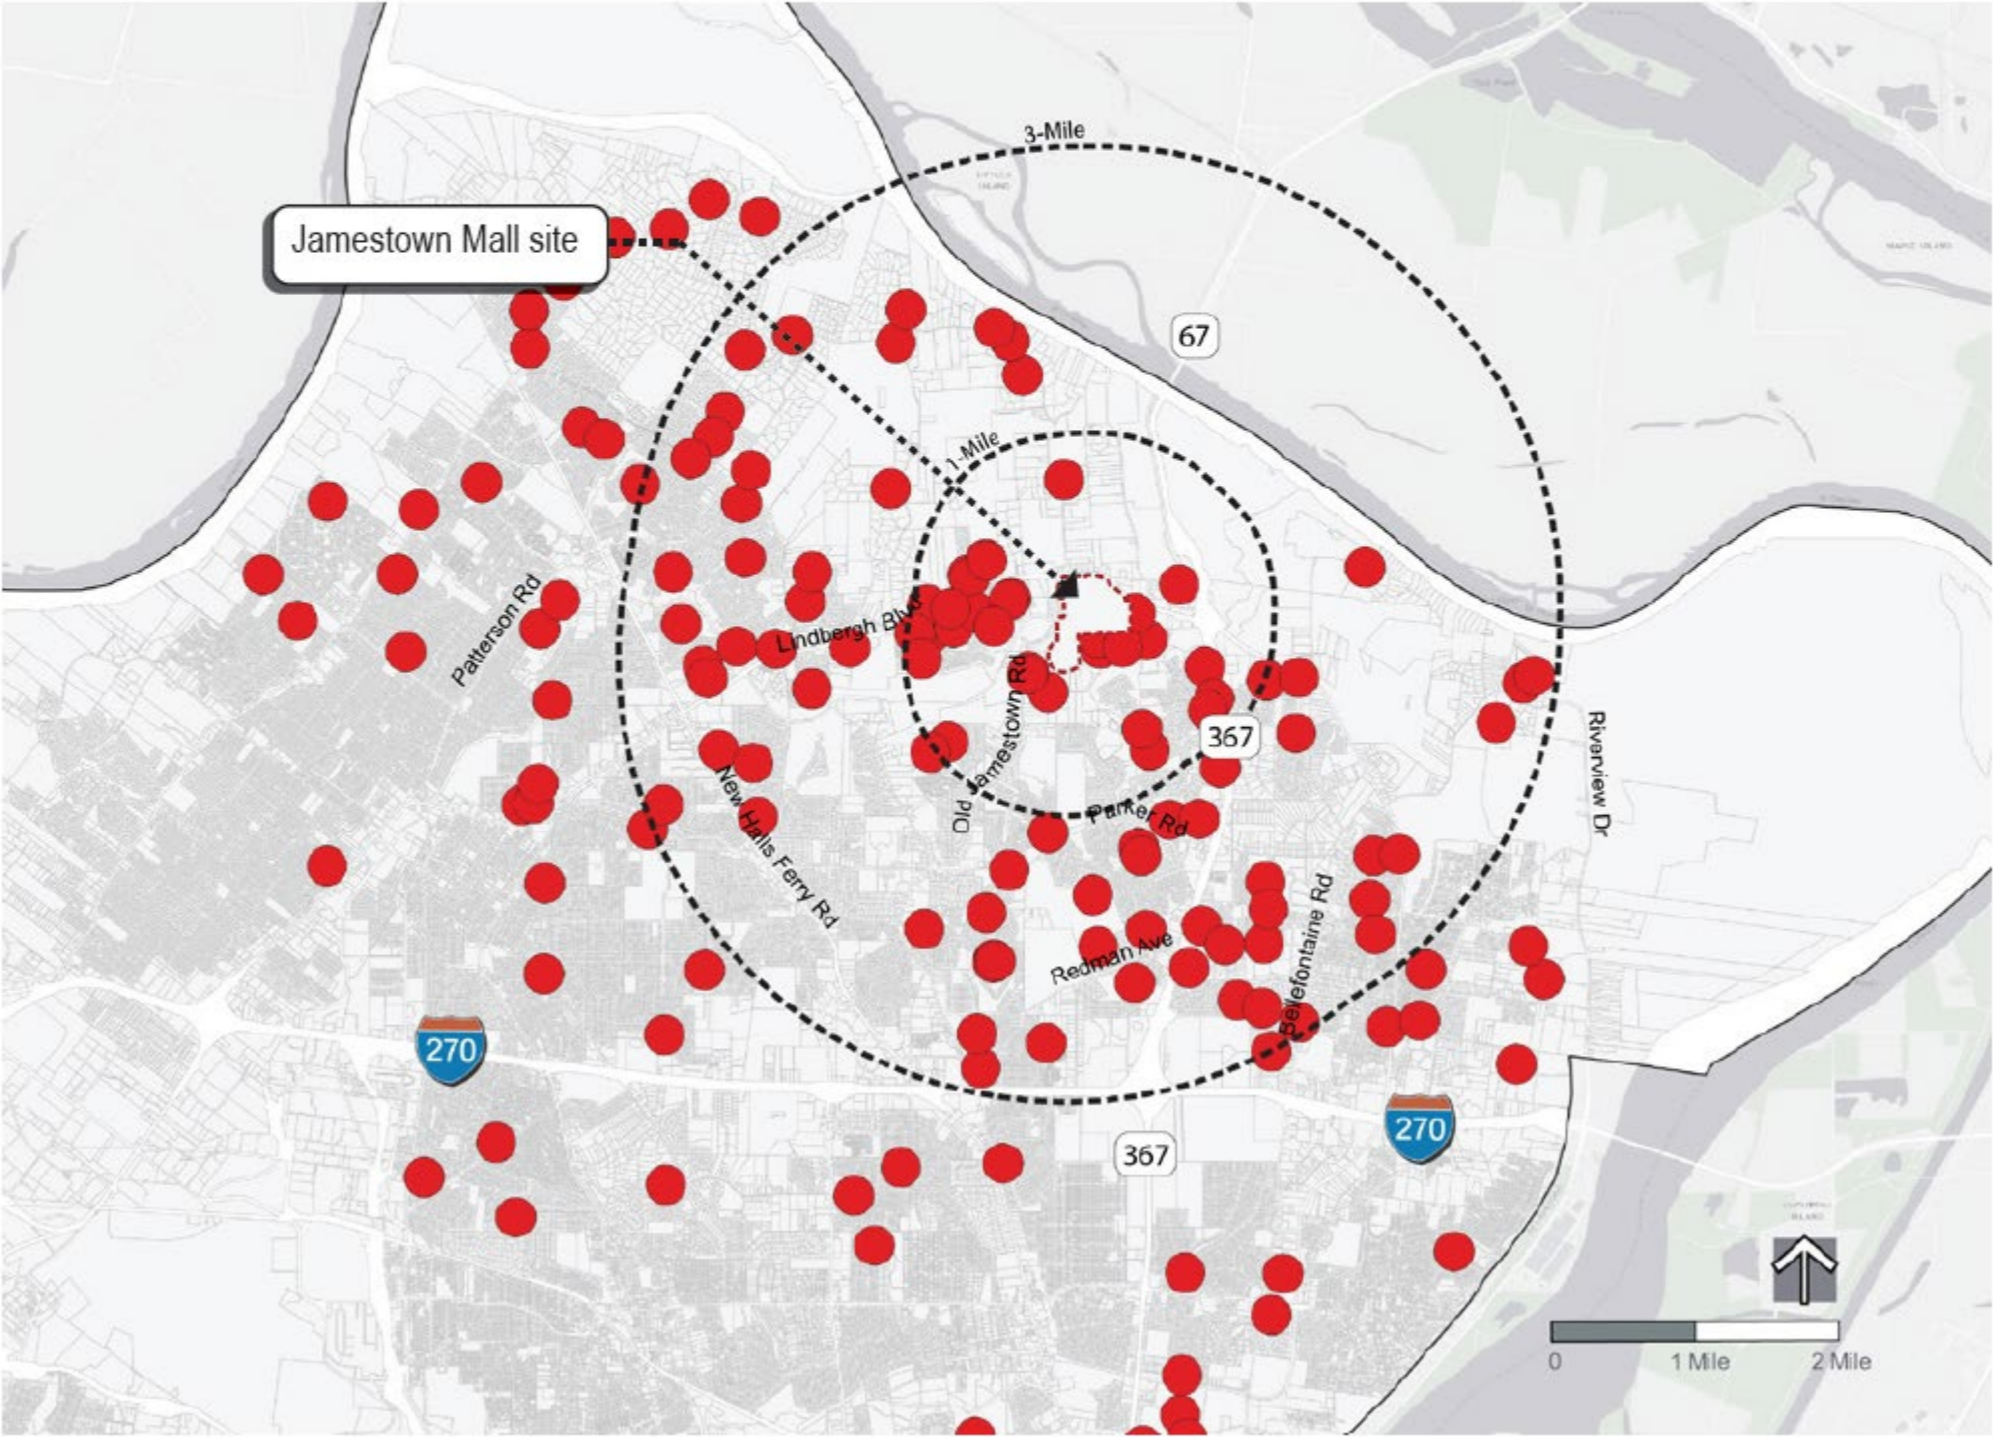 3-Mile
Jamestown Mall site
67
1-Mile
Patterson Rd
Lindbergh Blvd
Old Jamestown Rd
367
Riverview Dr
New Halls Ferry Rd
Parker Rd
Redman Ave
Bellefontaine Rd
270
270
367
ISLAND
0 1 Mile 2 Mile